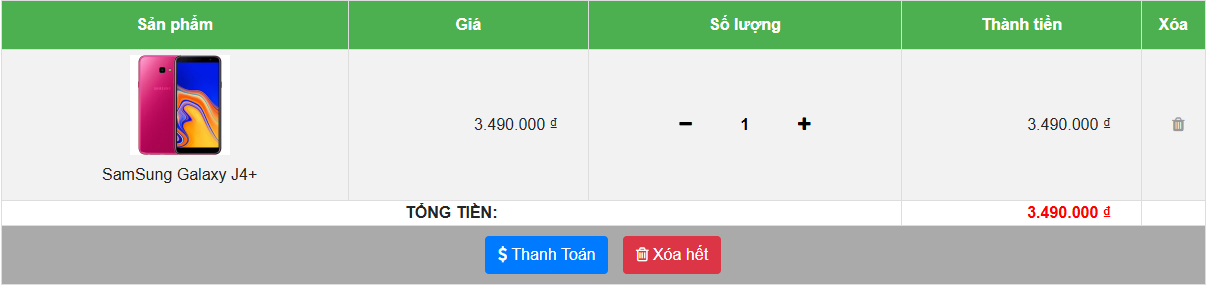 Sản phẩm Giá Số lượng Thành tiền Xóa
3.490.000 ₫ 1 3.490.000 ₫
SamSung Galaxy J4+
TỔNG TIỀN: 3.490.000 ₫
$ Thanh Toán Xóa hết